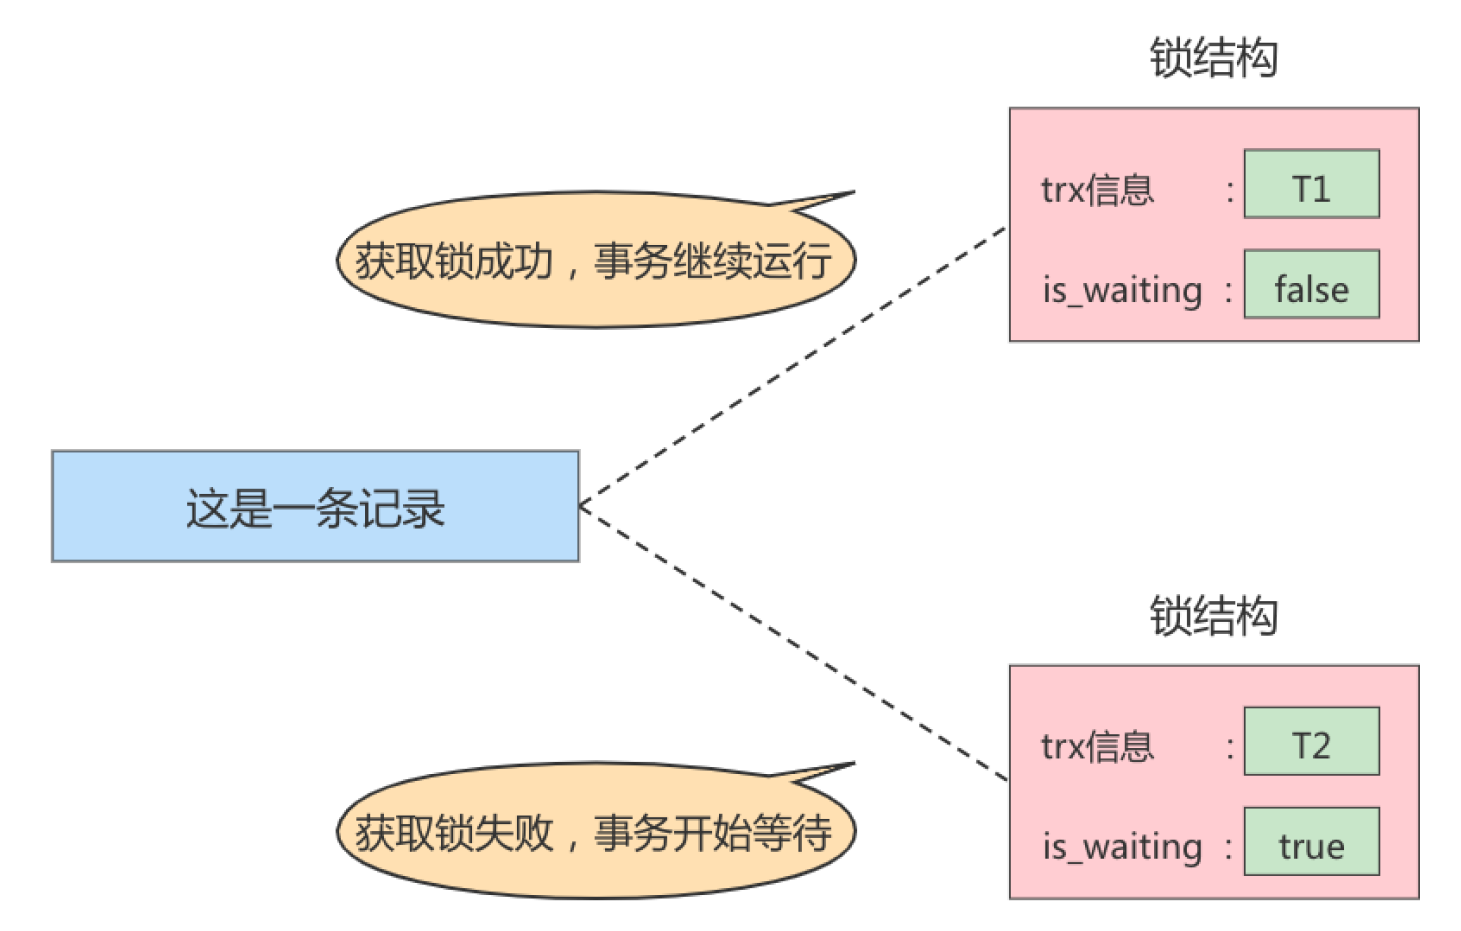 锁结构
trx信息 : T1
获取锁成功，事务继续运行
is_waiting : false
这是一条记录
锁结构
trx信息 : T2
获取锁失败，事务开始等待
is_waiting : true